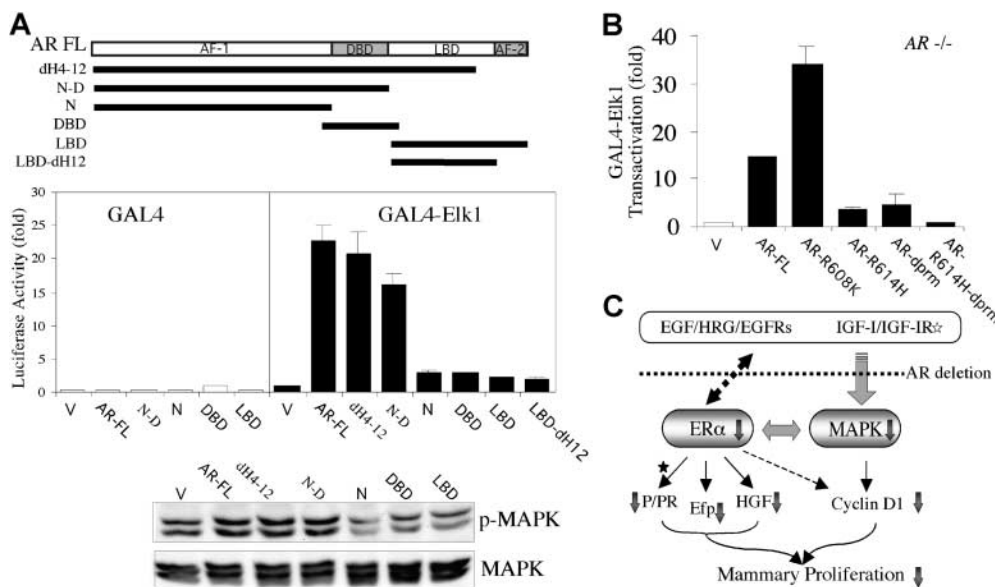 A
AR FL
AF-1 DBD LBD AF-2
dH4-12
N-D
N
DBD
LBD
LBD-dH12
Luciferase Activity (fold)
30
25
20
15
10
5
0
GAL4
GAL4-Elk1
V AR-FL N-D N DBD LBD V AR-FL dH4-12 N-D N DBD LBD LBD-dH12
V AR-FL dH4-12 N-D N DBD LBD
p-MAPK
MAPK
B
AR -/-
GAL4-Elk1
Transactivation (fold)
40
30
20
10
0
V AR-FL AR-R608K AR-R614H AR-dprm AR-
R614H-dprm
C
EGF/HRG/EGFRs IGF-I/IGF-IR☆
AR deletion
ERα MAPK
★
P/PR Efp HGF Cyclin D1
Mammary Proliferation